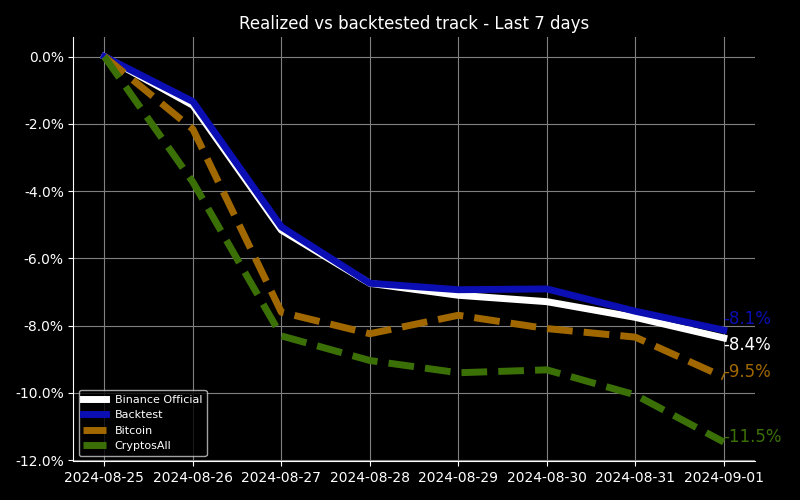 Realized vs backtested track - Last 7 days
0.0%
-2.0%
-4.0%
-6.0%
-8.0%
-10.0%
-12.0%
-8.1%
-8.4%
-9.5%
-11.5%
Binance Official
Backtest
Bitcoin
CryptosAll
2024-08-25 2024-08-26 2024-08-27 2024-08-28 2024-08-29 2024-08-30 2024-08-31 2024-09-01